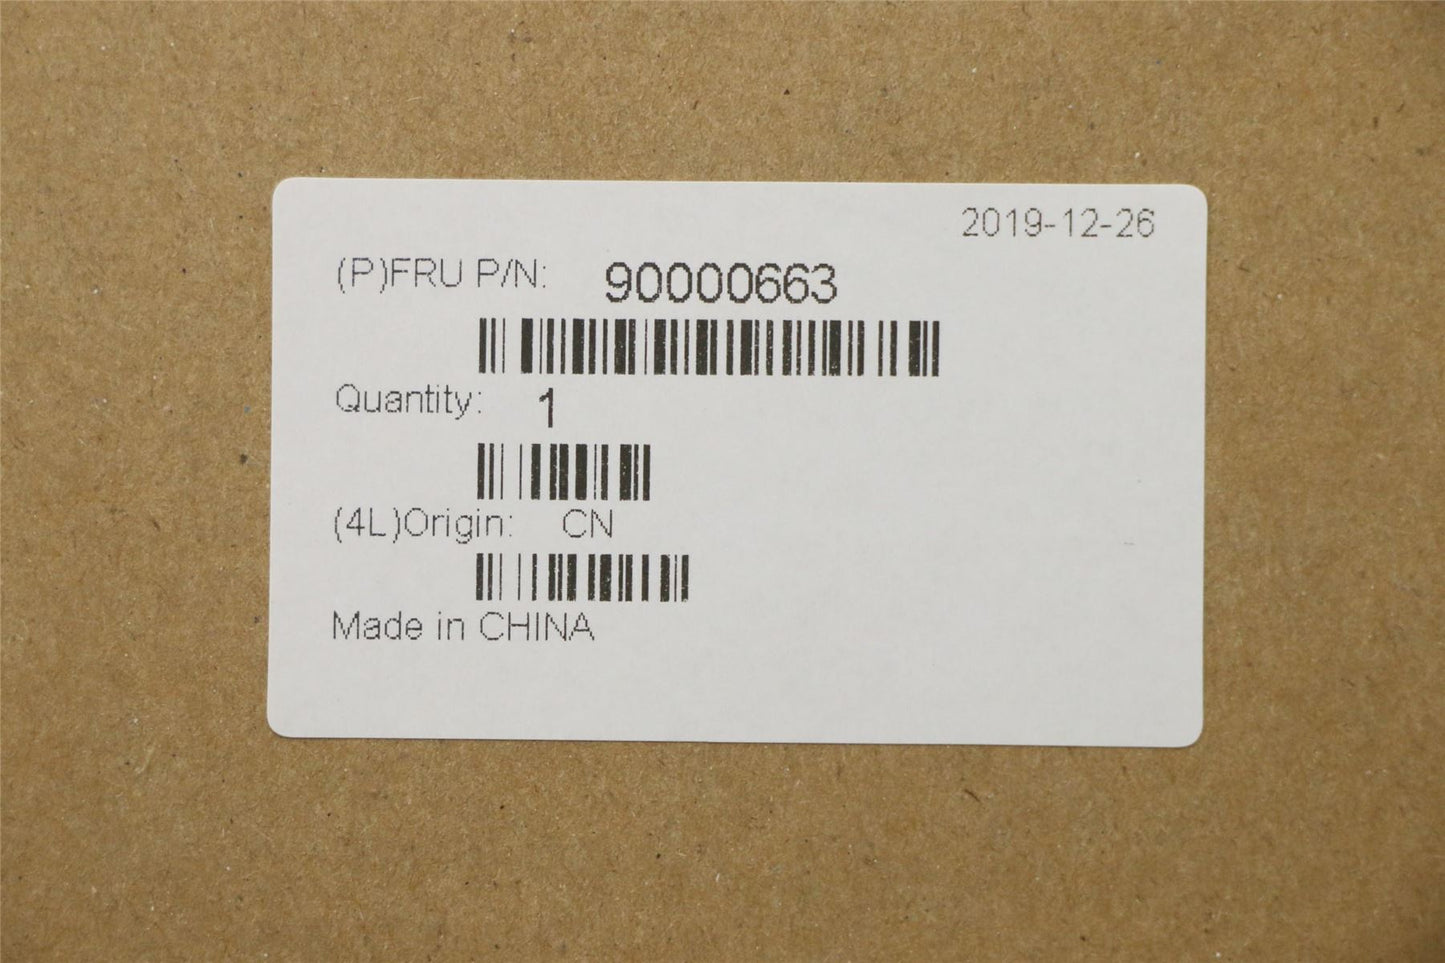 2019-12-26
(P)FRU P/N: 90000663
Quantity: 1
(4L)Origin: CN
Made in CHINA